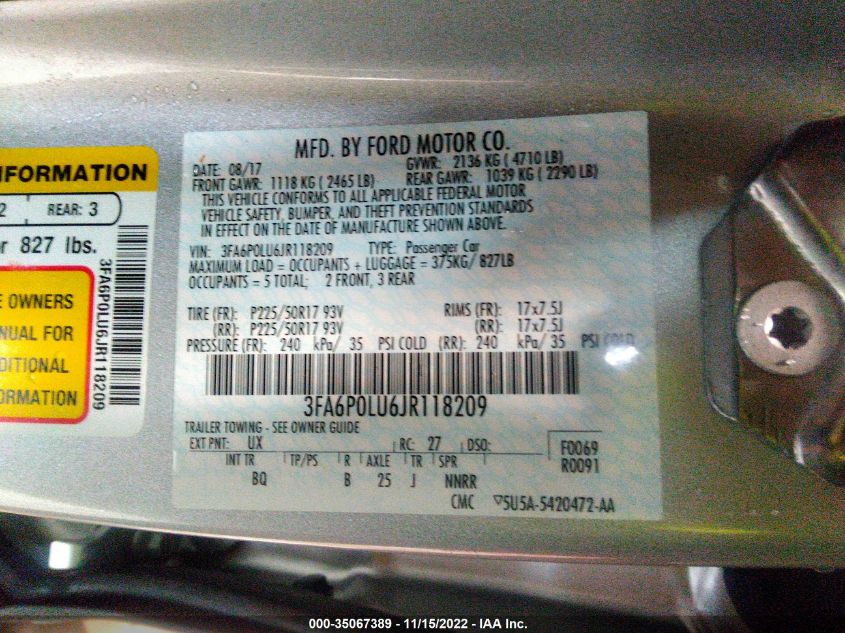 NFORMATION
2 REAR: 3
or 827 lbs.
E OWNERS
NUAL FOR
DITIONAL
ORMATION
3FA6P0LU6JR118209
MFD. BY FORD MOTOR CO.
DATE: 08/17 GVWR: 2136 KG ( 4710 LB)
FRONT GAWR: 1118 KG ( 2465 LB) REAR GAWR: 1039 KG ( 2290 LB)
THIS VEHICLE CONFORMS TO ALL APPLICABLE FEDERAL MOTOR
VEHICLE SAFETY, BUMPER, AND THEFT PREVENTION STANDARDS
IN EFFECT ON THE DATE OF MANUFACTURE SHOWN ABOVE.
VIN: 3FA6P0LU6JR118209 TYPE: Passenger Car
MAXIMUM LOAD = OCCUPANTS + LUGGAGE = 375KG/ 827LB
OCCUPANTS = 5 TOTAL: 2 FRONT, 3 REAR
TIRE (FR): P225/50R17 93V RIMS (FR): 17x7.5J
(RR): P225/50R17 93V (RR): 17x7.5J
PRESSURE (FR): 240 kPa/ 35 PSI COLD (RR): 240 kPa/ 35 PSI COLD
3FA6P0LU6JR118209
TRAILER TOWING - SEE OWNER GUIDE
EXT PNT: UX RC: 27 DSO: F0069
INT TR TP/PS R AXLE TR SPR R0091
BQ B 25 J NNRR
CMC 5U5A-5420472-AA
000-35067389 - 11/15/2022 - IAA Inc.